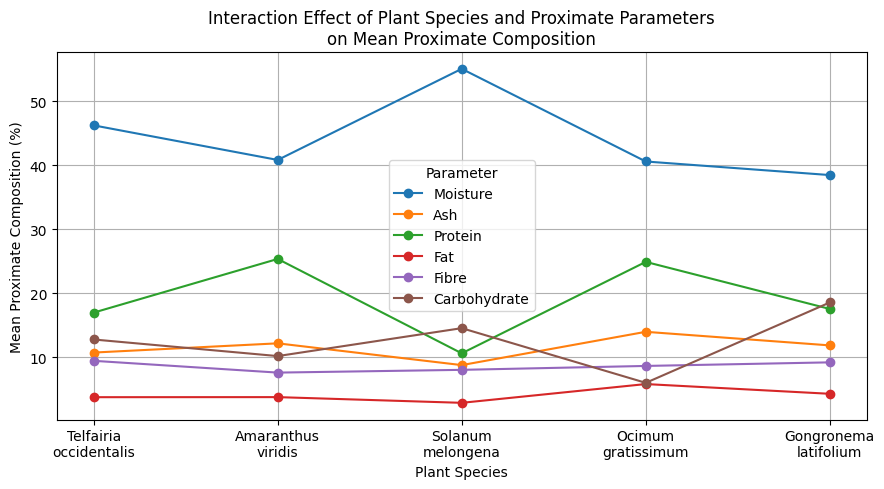 Interaction Effect of Plant Species and Proximate Parameters
on Mean Proximate Composition
Mean Proximate Composition (%)
50
40
30
20
10
Parameter
Moisture
Ash
Protein
Fat
Fibre
Carbohydrate
Telfairia
occidentalis
Amaranthus
viridis
Solanum
melongena
Ocimum
gratissimum
Gongronema
latifolium
Plant Species